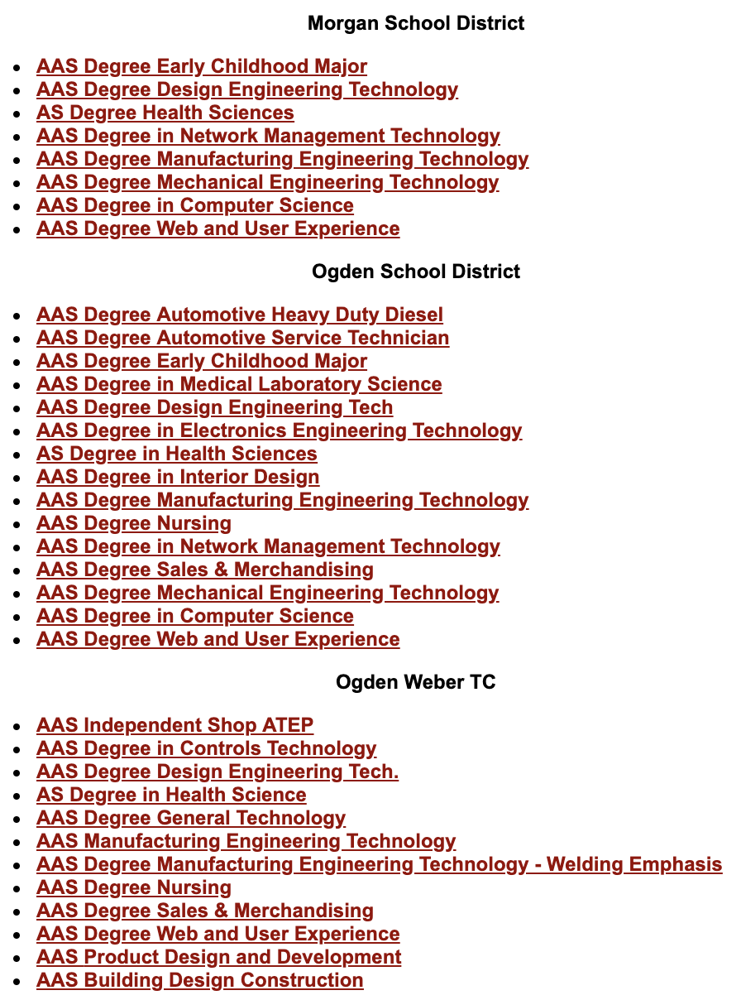 Morgan School District
AAS Degree Early Childhood Major
AAS Degree Design Engineering Technology
AS Degree Health Sciences
AAS Degree in Network Management Technology
AAS Degree Manufacturing Engineering Technology
AAS Degree Mechanical Engineering Technology
AAS Degree in Computer Science
AAS Degree Web and User Experience
Ogden School District
AAS Degree Automotive Heavy Duty Diesel
AAS Degree Automotive Service Technician
AAS Degree Early Childhood Major
AAS Degree in Medical Laboratory Science
AAS Degree Design Engineering Tech
AAS Degree in Electronics Engineering Technology
AS Degree in Health Sciences
AAS Degree in Interior Design
AAS Degree Manufacturing Engineering Technology
AAS Degree Nursing
AAS Degree in Network Management Technology
AAS Degree Sales & Merchandising
AAS Degree Mechanical Engineering Technology
AAS Degree in Computer Science
AAS Degree Web and User Experience
Ogden Weber TC
AAS Independent Shop ATEP
AAS Degree in Controls Technology
AAS Degree Design Engineering Tech.
AS Degree in Health Science
AAS Degree General Technology
AAS Manufacturing Engineering Technology
AAS Degree Manufacturing Engineering Technology - Welding Emphasis
AAS Degree Nursing
AAS Degree Sales & Merchandising
AAS Degree Web and User Experience
AAS Product Design and Development
AAS Building Design Construction